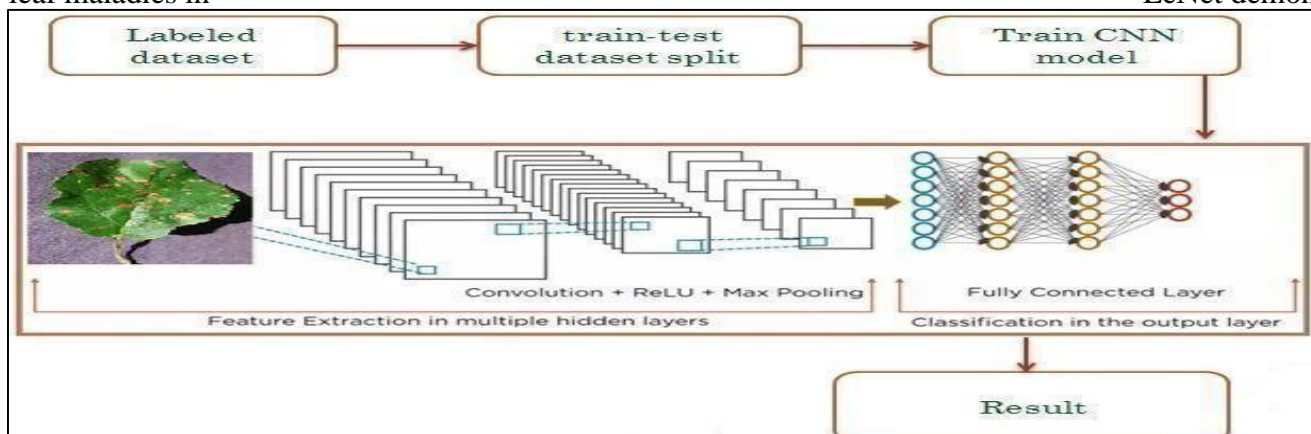 leaf maladies in
LeNet demon
Labeled
dataset
train-test
dataset split
Train CNN
model
Convolution + ReLU + Max Pooling
Feature Extraction in multiple hidden layers
Fully Connected Layer
Classification in the output layer
Result